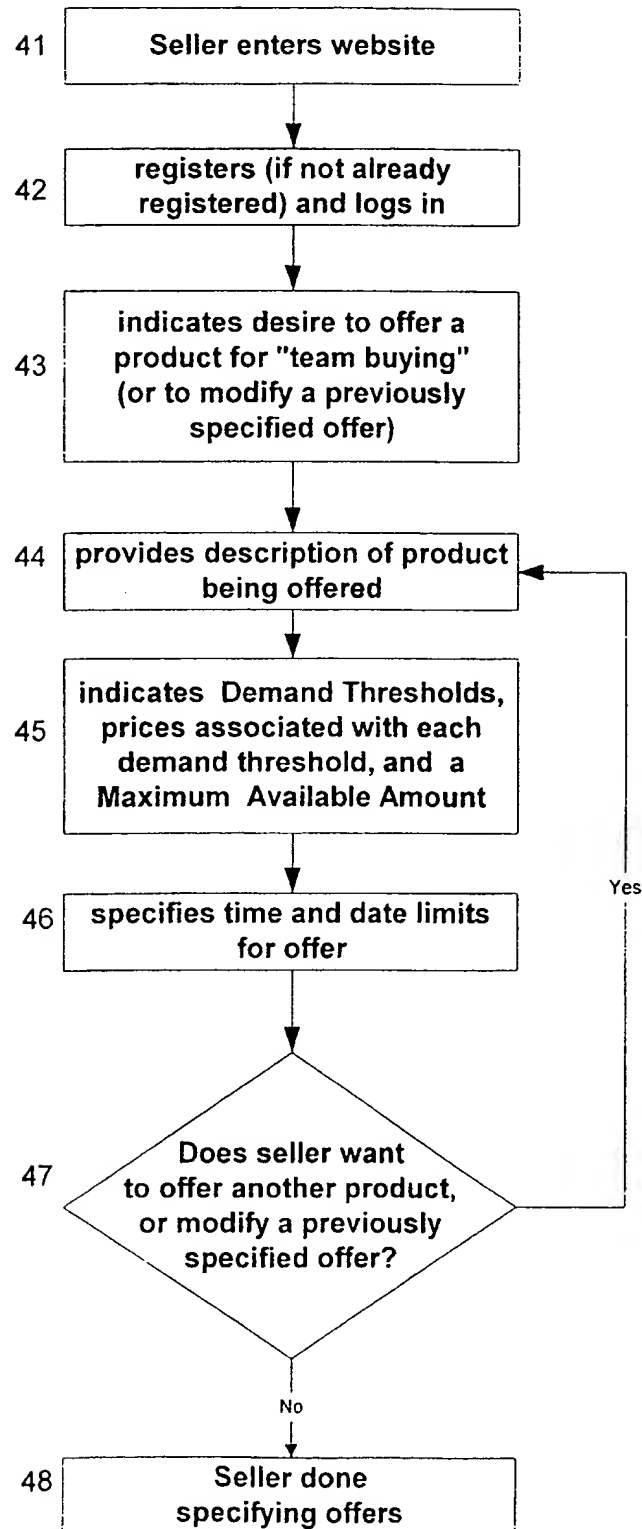 41
Seller enters website
42
registers (if not already
registered) and logs in
43
indicates desire to offer a
product for "team buying"
(or to modify a previously
specified offer)
44
provides description of product
being offered
45
indicates Demand Thresholds,
prices associated with each
demand threshold, and a
Maximum Available Amount
46
specifies time and date limits
for offer
Yes
47
Does seller want
to offer another product,
or modify a previously
specified offer?
No
48
Seller done
specifying offers